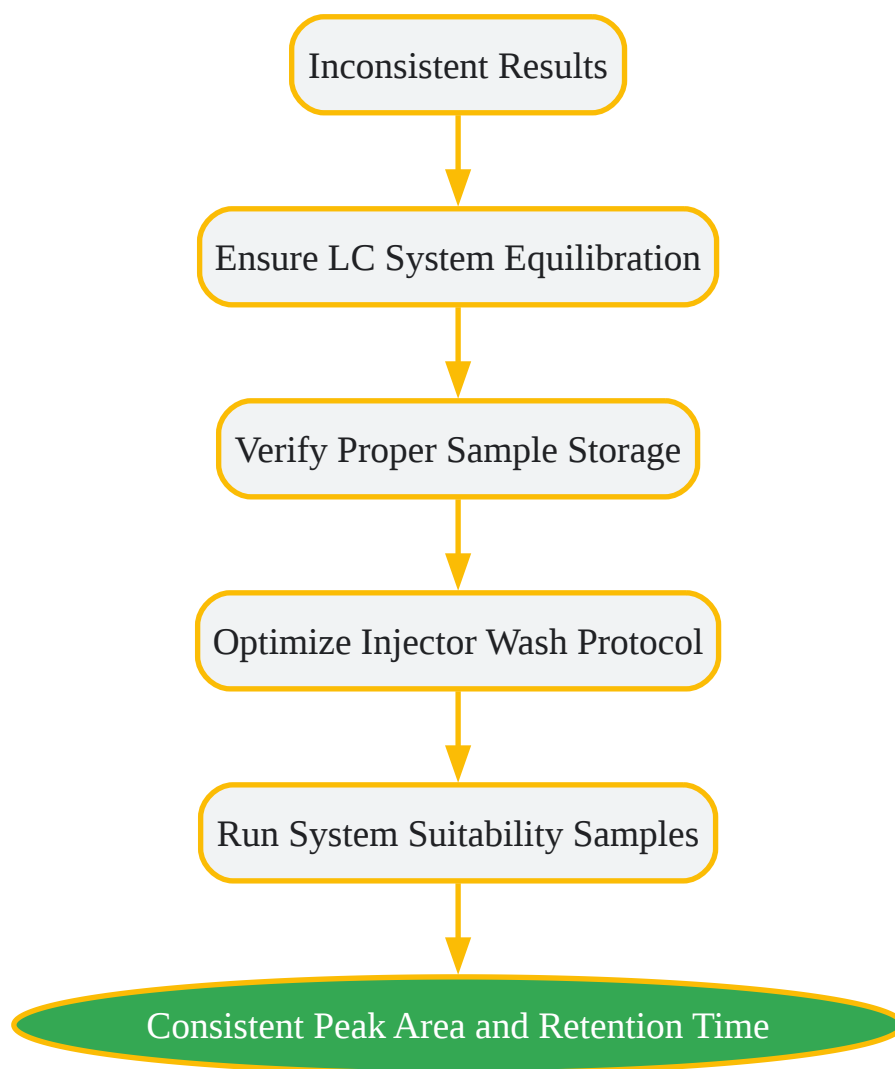 Inconsistent Results
Ensure LC System Equilibration
Verify Proper Sample Storage
Optimize Injector Wash Protocol
Run System Suitability Samples
Consistent Peak Area and Retention Time